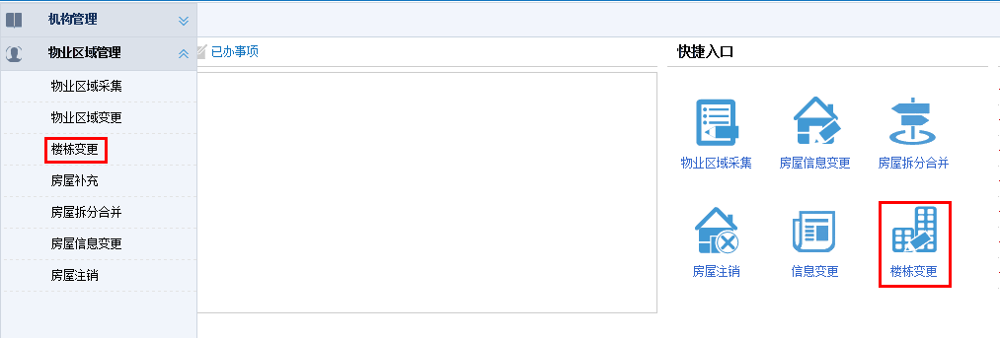 机构管理
物业区域管理
物业区域采集
物业区域变更
楼栋变更
房屋补充
房屋拆分合并
房屋信息变更
房屋注销
已办事项
快捷入口
物业区域采集
房屋信息变更
房屋拆分合并
房屋注销
信息变更
楼栋变更